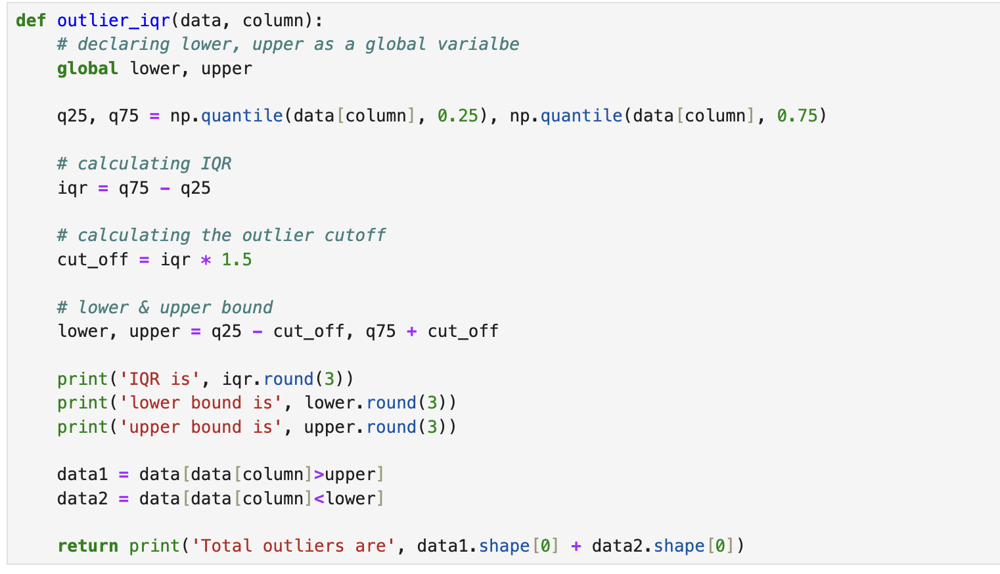 def outlier_iqr(data, column):
    # declaring lower, upper as a global varialbe
    global lower, upper

    q25, q75 = np.quantile(data[column], 0.25), np.quantile(data[column], 0.75)

    # calculating IQR
    iqr = q75 - q25

    # calculating the outlier cutoff
    cut_off = iqr * 1.5

    # lower & upper bound
    lower, upper = q25 - cut_off, q75 + cut_off

    print('IQR is', iqr.round(3))
    print('lower bound is', lower.round(3))
    print('upper bound is', upper.round(3))

    data1 = data[data[column]>upper]
    data2 = data[data[column]<lower]

    return print('Total outliers are', data1.shape[0] + data2.shape[0])